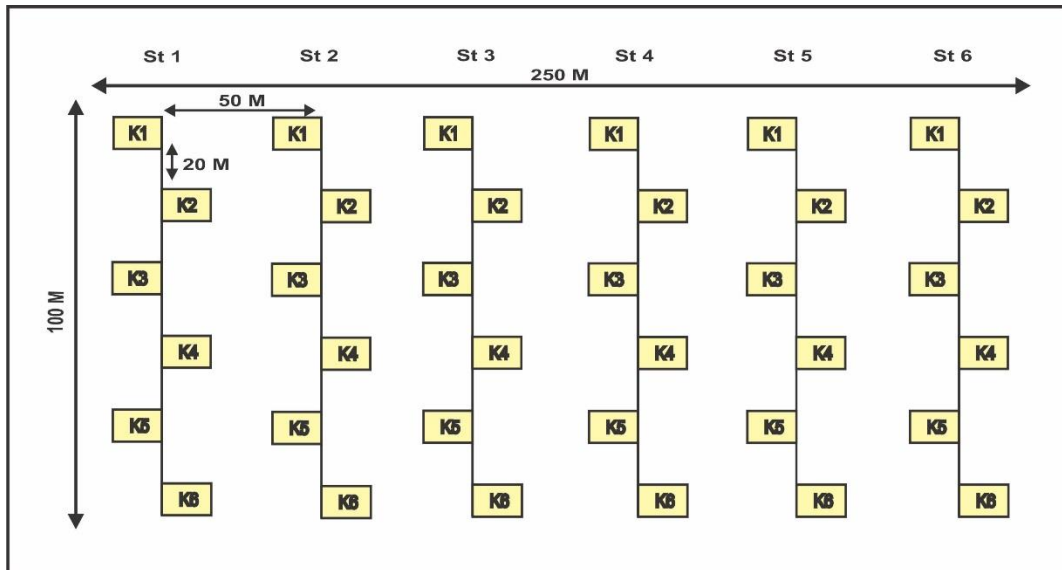 St 1 St 2 St 3 St 4 St 5 St 6
250 M
50 M
K1 K1 K1 K1 K1 K1
20 M
K2 K2 K2 K2 K2 K2
K3 K3 K3 K3 K3 K3
100 M
K4 K4 K4 K4 K4 K4
K5 K5 K5 K5 K5 K5
K6 K6 K6 K6 K6 K6